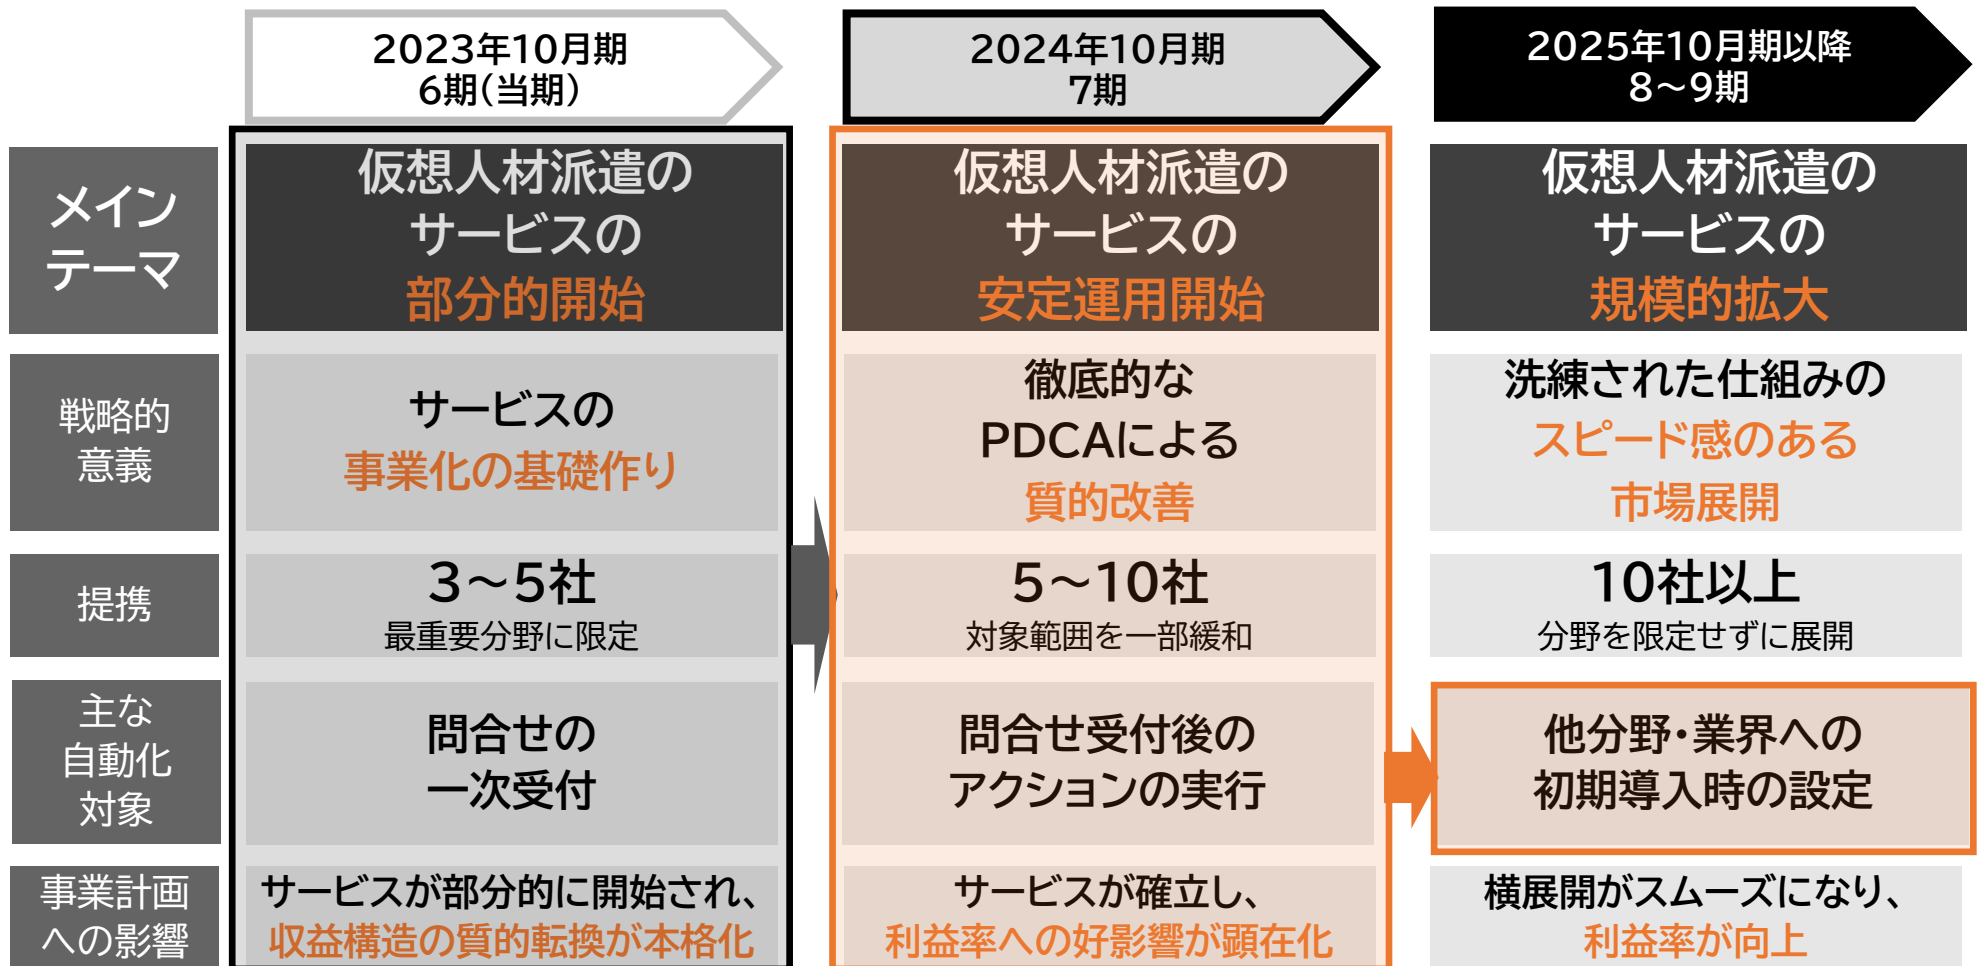 2023年10月期
6期(当期)
2024年10月期
7期
2025年10月期以降
8～9期
メイン
テーマ
仮想人材派遣の
サービスの
部分的開始
仮想人材派遣の
サービスの
安定運用開始
仮想人材派遣の
サービスの
規模的拡大
戦略的
意義
サービスの
事業化の基礎作り
徹底的な
PDCAによる
質的改善
洗練された仕組みの
スピード感のある
市場展開
提携
3～5社
最重要分野に限定
5～10社
対象範囲を一部緩和
10社以上
分野を限定せずに展開
主な
自動化
対象
問合せの
一次受付
問合せ受付後の
アクションの実行
他分野・業界への
初期導入時の設定
事業計画
への影響
サービスが部分的に開始され、
収益構造の質的転換が本格化
サービスが確立し、
利益率への好影響が顕在化
横展開がスムーズになり、
利益率が向上